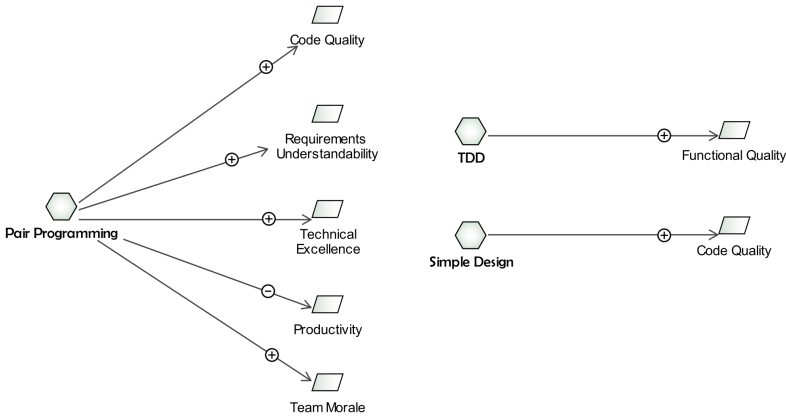 Code Quality
+
Requirements
Understandability
+
Pair Programming
+
Technical
Excellence
−
Productivity
+
Team Morale
TDD
+
Functional Quality
Simple Design
+
Code Quality